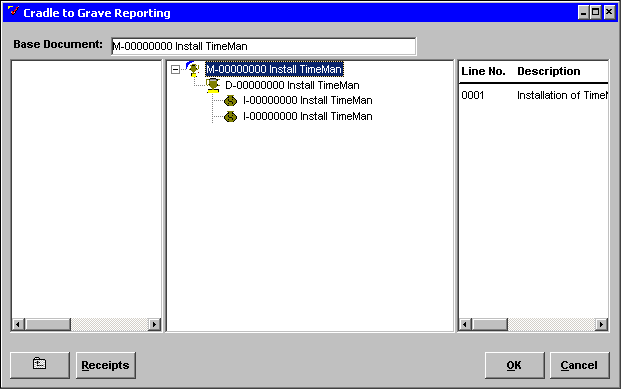 Cradle to Grave Reporting
Base Document: M-00000000 Install TimeMan
M-00000000 Install TimeMan
D-00000000 Install TimeMan
I-00000000 Install TimeMan
I-00000000 Install TimeMan
Line No. Description
0001 Installation of Time
Receipts
OK
Cancel